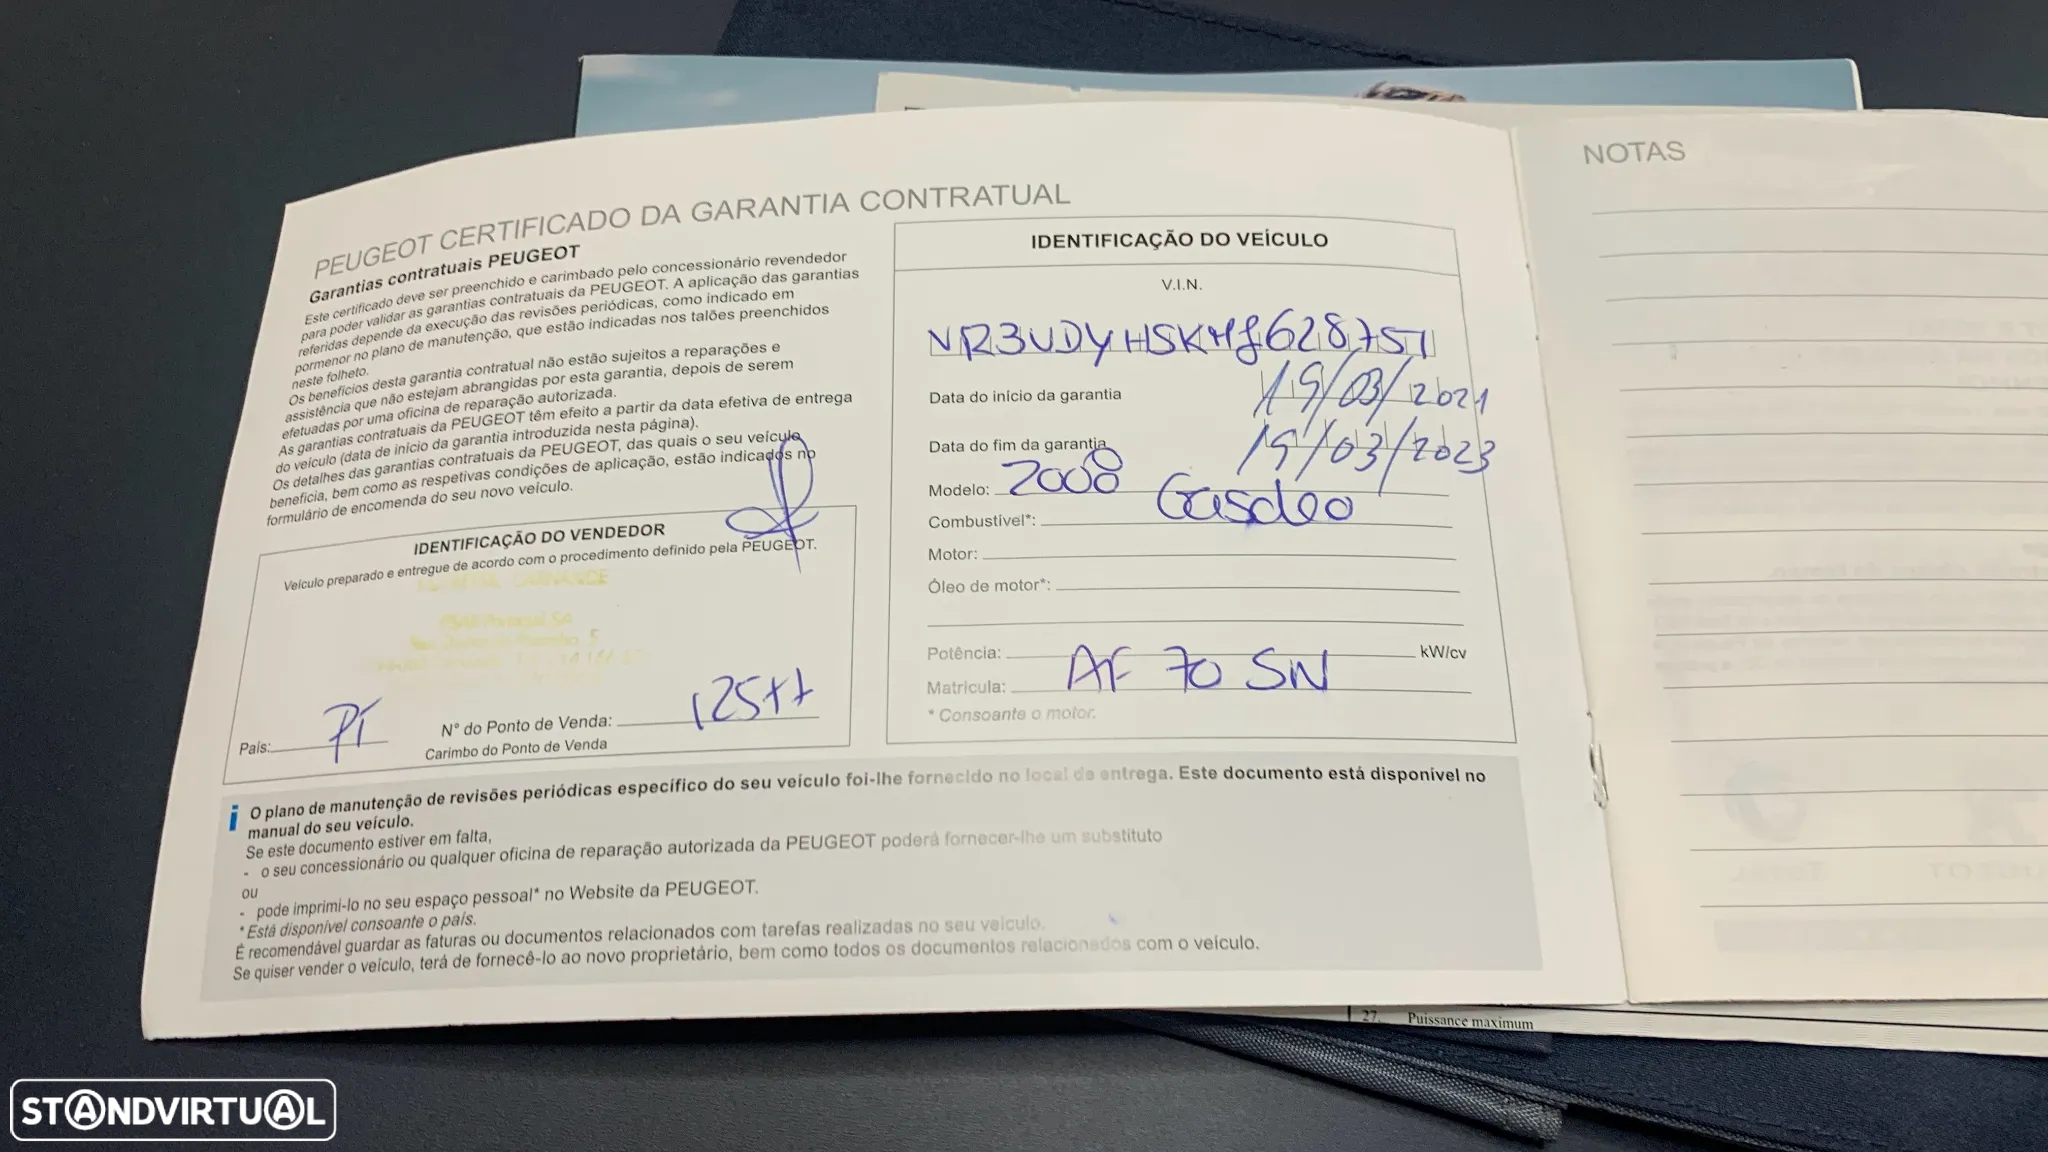 PEUGEOT CERTIFICADO DA GARANTIA CONTRATUAL
Garantias contratuais PEUGEOT
Este certificado deve ser preenchido e carimbado pelo concessionário revendedor
para poder validar as garantias contratuais da PEUGEOT. A aplicação das garantias
referidas depende da execução das revisões periódicas, como indicado em
pormenor no plano de manutenção, que estão indicadas nos talões preenchidos
neste folheto.
Os benefícios desta garantia contratual não estão sujeitos a reparações e
assistência que não estejam abrangidas por esta garantia, depois de serem
efetuadas por uma oficina de reparação autorizada.
As garantias contratuais da PEUGEOT têm efeito a partir da data efetiva de entrega
do veículo (data de início da garantia introduzida nesta página).
Os detalhes das garantias contratuais da PEUGEOT, das quais o seu veículo
beneficia, bem como as respetivas condições de aplicação, estão indicados no
formulário de encomenda do seu novo veículo.
IDENTIFICAÇÃO DO VENDEDOR
Veículo preparado e entregue de acordo com o procedimento definido pela PEUGEOT.
Portugal SA
País: PT
N° do Ponto de Venda:
Carimbo do Ponto de Venda
IDENTIFICAÇÃO DO VEÍCULO
V.I.N.
VR3UDYHSKMJ628751
Data do início da garantia 19/03/2021
Data do fim da garantia 19/03/2023
Modelo: 2008
Combustível*: Gasoleo
Motor:
Óleo de motor*:
Potência: kW/cv
Matricula: AF 70 SN
* Consoante o motor.
i O plano de manutenção de revisões periódicas específico do seu veículo foi-lhe fornecido no local de entrega. Este documento está disponível no
manual do seu veículo.
Se este documento estiver em falta,
- o seu concessionário ou qualquer oficina de reparação autorizada da PEUGEOT poderá fornecer-lhe um substituto
ou
- pode imprimi-lo no seu espaço pessoal* no Website da PEUGEOT.
* Está disponível consoante o país.
É recomendável guardar as faturas ou documentos relacionados com tarefas realizadas no seu veículo.
Se quiser vender o veículo, terá de fornecê-lo ao novo proprietário, bem como todos os documentos relacionados com o veículo.
NOTAS
27. Puissance maximum
STANDVIRTUAL